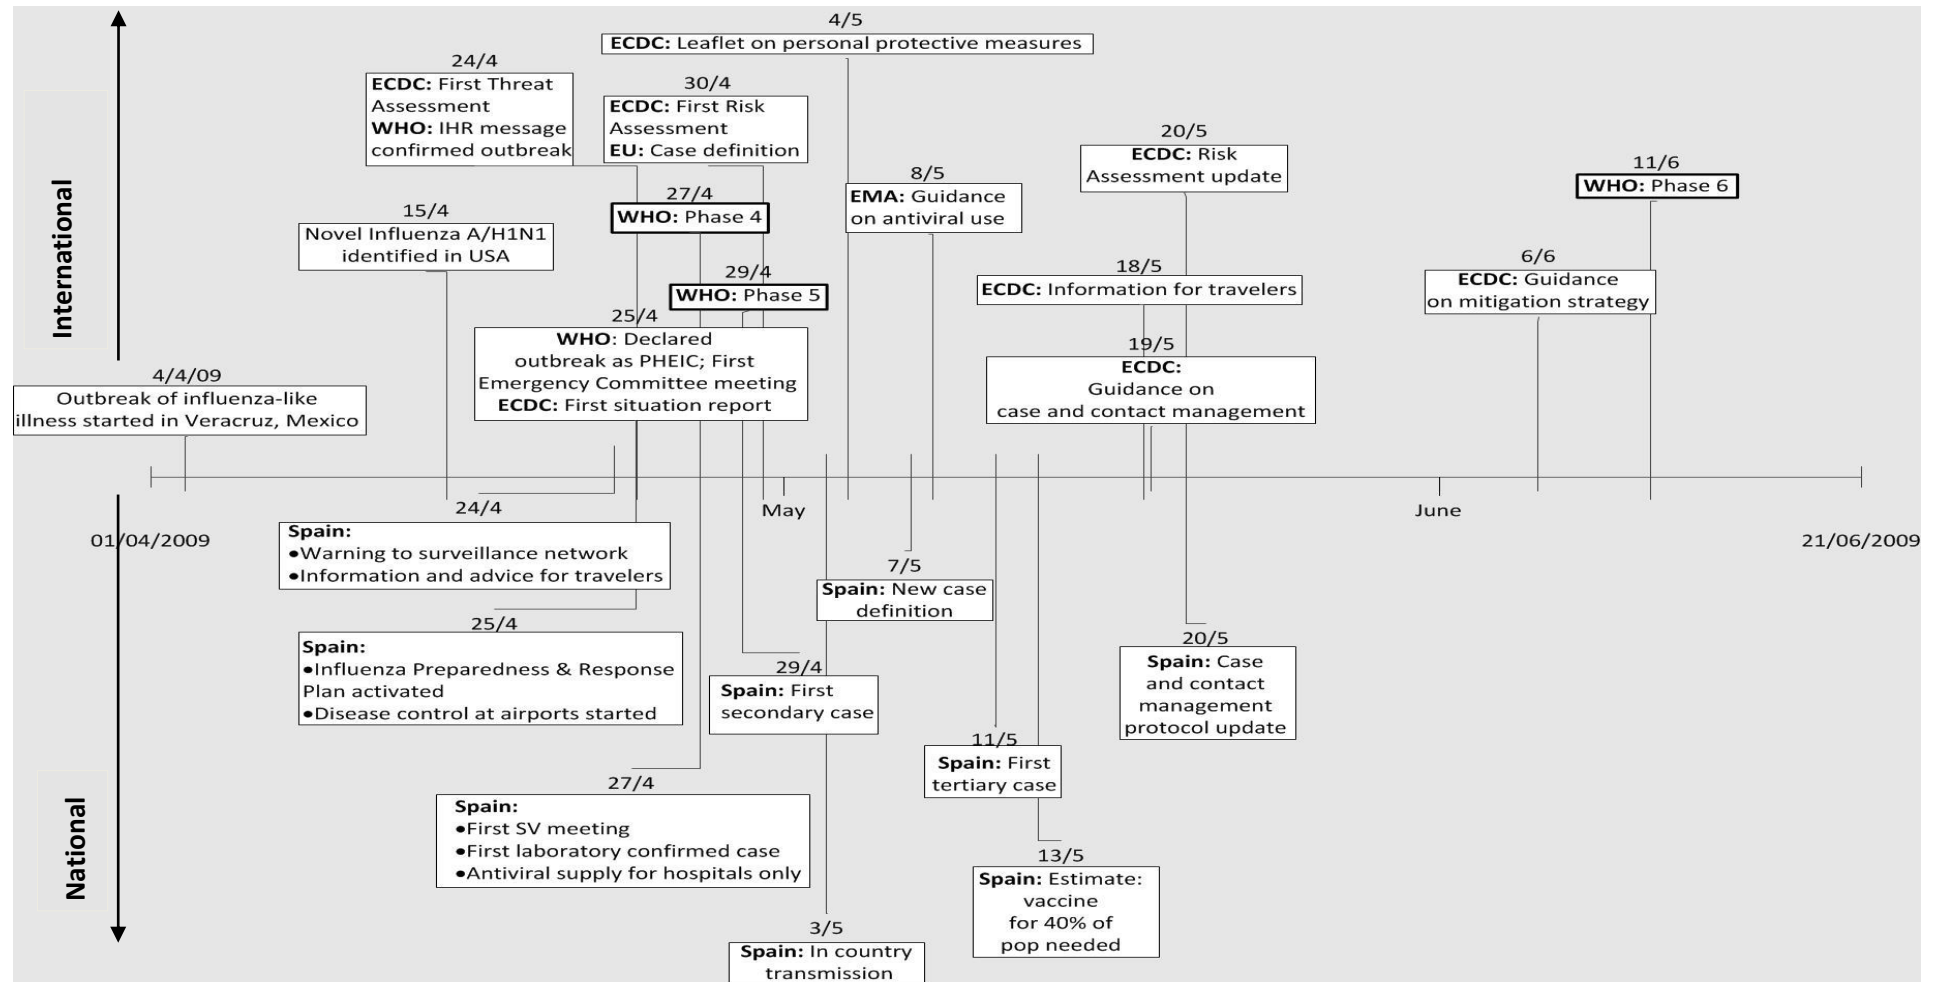 4/5
ECDC: Leaflet on personal protective measures
24/4
ECDC: First Threat
Assessment
WHO: IHR message
confirmed outbreak
30/4
ECDC: First Risk
Assessment
EU: Case definition
20/5
ECDC: Risk
Assessment update
11/6
WHO: Phase 6
8/5
EMA: Guidance
on antiviral use
27/4
WHO: Phase 4
15/4
Novel Influenza A/H1N1
identified in USA
International
29/4
WHO: Phase 5
18/5
ECDC: Information for travelers
6/6
ECDC: Guidance
on mitigation strategy
25/4
WHO: Declared
outbreak as PHEIC; First
Emergency Committee meeting
ECDC: First situation report
19/5
ECDC:
Guidance on
case and contact management
4/4/09
Outbreak of influenza-like
illness started in Veracruz, Mexico
May
June
01/04/2009
21/06/2009
24/4
Spain:
•Warning to surveillance network
•Information and advice for travelers
7/5
Spain: New case
definition
25/4
Spain:
•Influenza Preparedness & Response
Plan activated
•Disease control at airports started
29/4
Spain: First
secondary case
20/5
Spain: Case
and contact
management
protocol update
11/5
Spain: First
tertiary case
National
27/4
Spain:
•First SV meeting
•First laboratory confirmed case
•Antiviral supply for hospitals only
13/5
Spain: Estimate:
vaccine
for 40% of
pop needed
3/5
Spain: In country
transmission